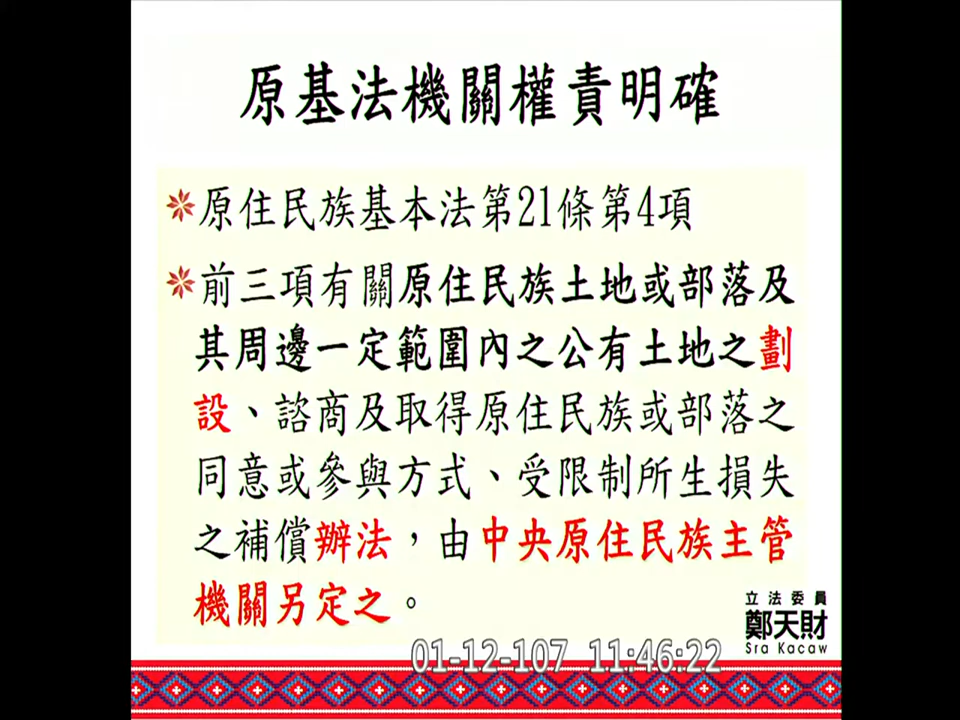 原基法機關權責明確
原住民族基本法第21條第4項
前三項有關原住民族土地或部落及
其周邊一定範圍內之公有土地之劃
設、諮商及取得原住民族或部落之
同意或參與方式、受限制所生損失
之補償辦法，由中央原住民族主管
機關另定之。
立法委員
鄭天財
Sra Kacaw
01-12-107 11:46:22